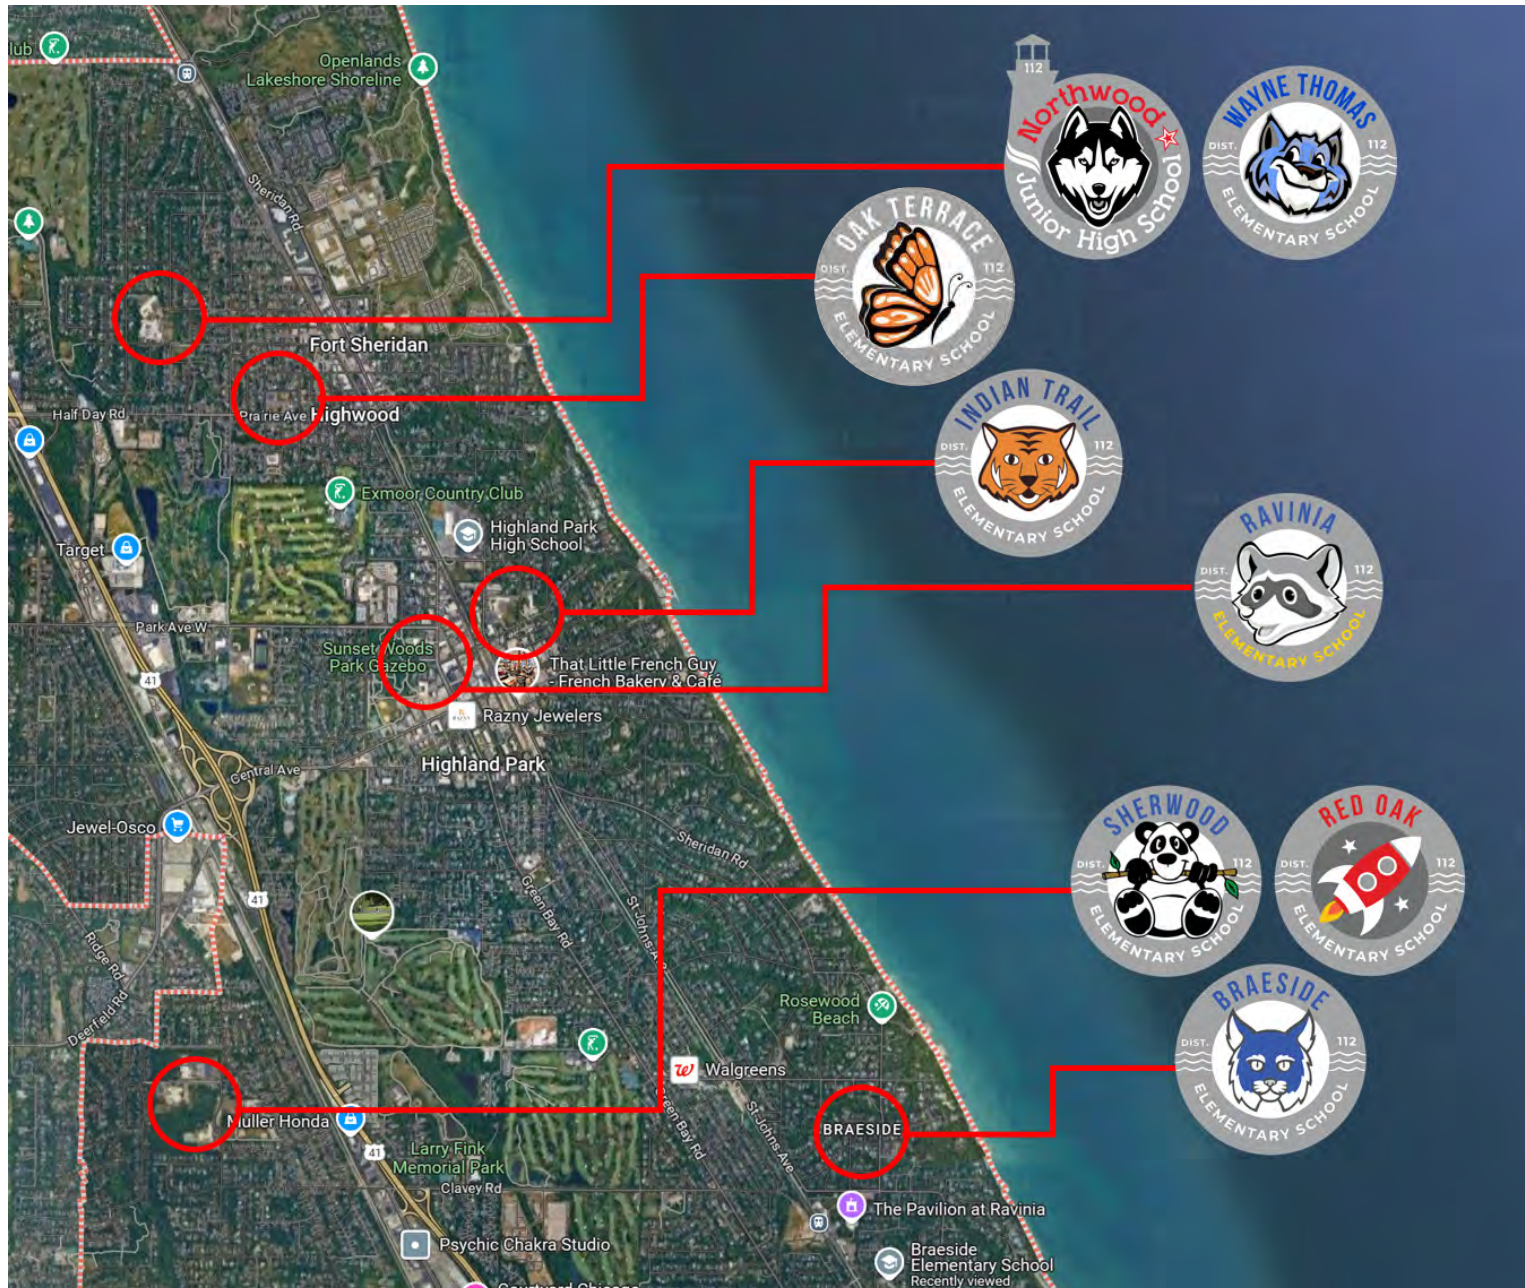 lub
Openlands
Lakeshore Shoreline
Sheridan Rd
112
Northwood
Junior High School
WAYNE THOMAS
DIST. 112
ELEMENTARY SCHOOL
OAK TERRACE
DIST. 112
ELEMENTARY SCHOOL
Fort Sheridan
Half Day Rd
Prairie Ave
Highwood
INDIAN TRAIL
DIST. 112
ELEMENTARY SCHOOL
Exmoor Country Club
Highland Park
High School
Target
RAVINIA
DIST. 112
ELEMENTARY SCHOOL
Park Ave W
Sunset Woods
Park Gazebo
That Little French Guy
- French Bakery & Café
41
RAZNY
Razny Jewelers
Highland Park
Central Ave
Jewel-Osco
Sheridan Rd
SHERWOOD
DIST. 112
ELEMENTARY SCHOOL
RED OAK
DIST. 112
ELEMENTARY SCHOOL
41
Green Bay Rd
St Johns A
Ridge Rd
Deerfield Rd
Rosewood
Beach
BRAESIDE
DIST. 112
ELEMENTARY SCHOOL
W
Walgreens
Green Bay Rd
St Johns Ave
Muller Honda
BRAESIDE
41
Larry Fink
Memorial Park
Clavey Rd
The Pavilion at Ravinia
Psychic Chakra Studio
Braeside
Elementary School
Recently viewed
Courtyard Chicago